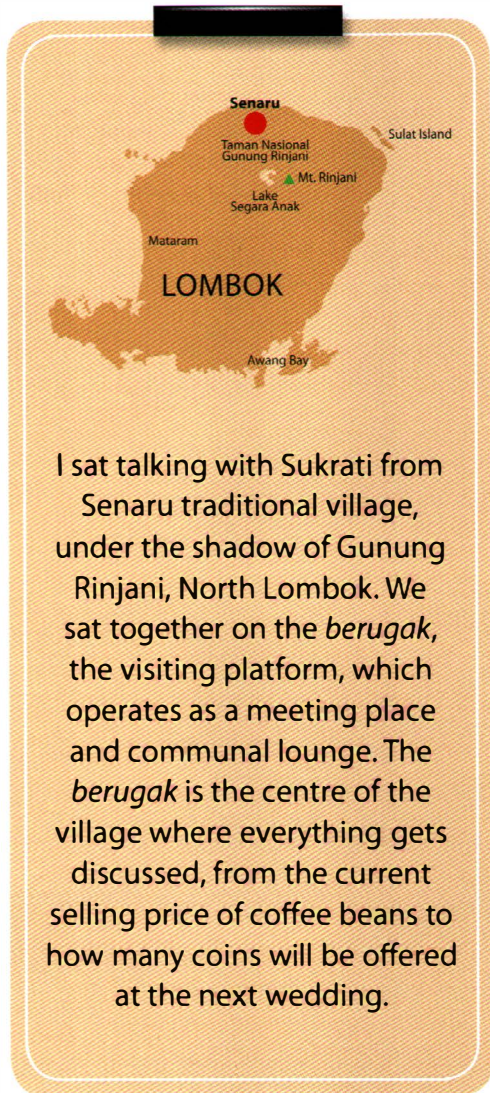 Senaru
Sulat Island
Taman Nasional
Gunung Rinjani
Mt. Rinjani
Lake
Segara Anak
Mataram
LOMBOK
Awang Bay
I sat talking with Sukrati from
Senaru traditional village,
under the shadow of Gunung
Rinjani, North Lombok. We
sat together on the berugak,
the visiting platform, which
operates as a meeting place
and communal lounge. The
berugak is the centre of the
village where everything gets
discussed, from the current
selling price of coffee beans to
how many coins will be offered
at the next wedding.